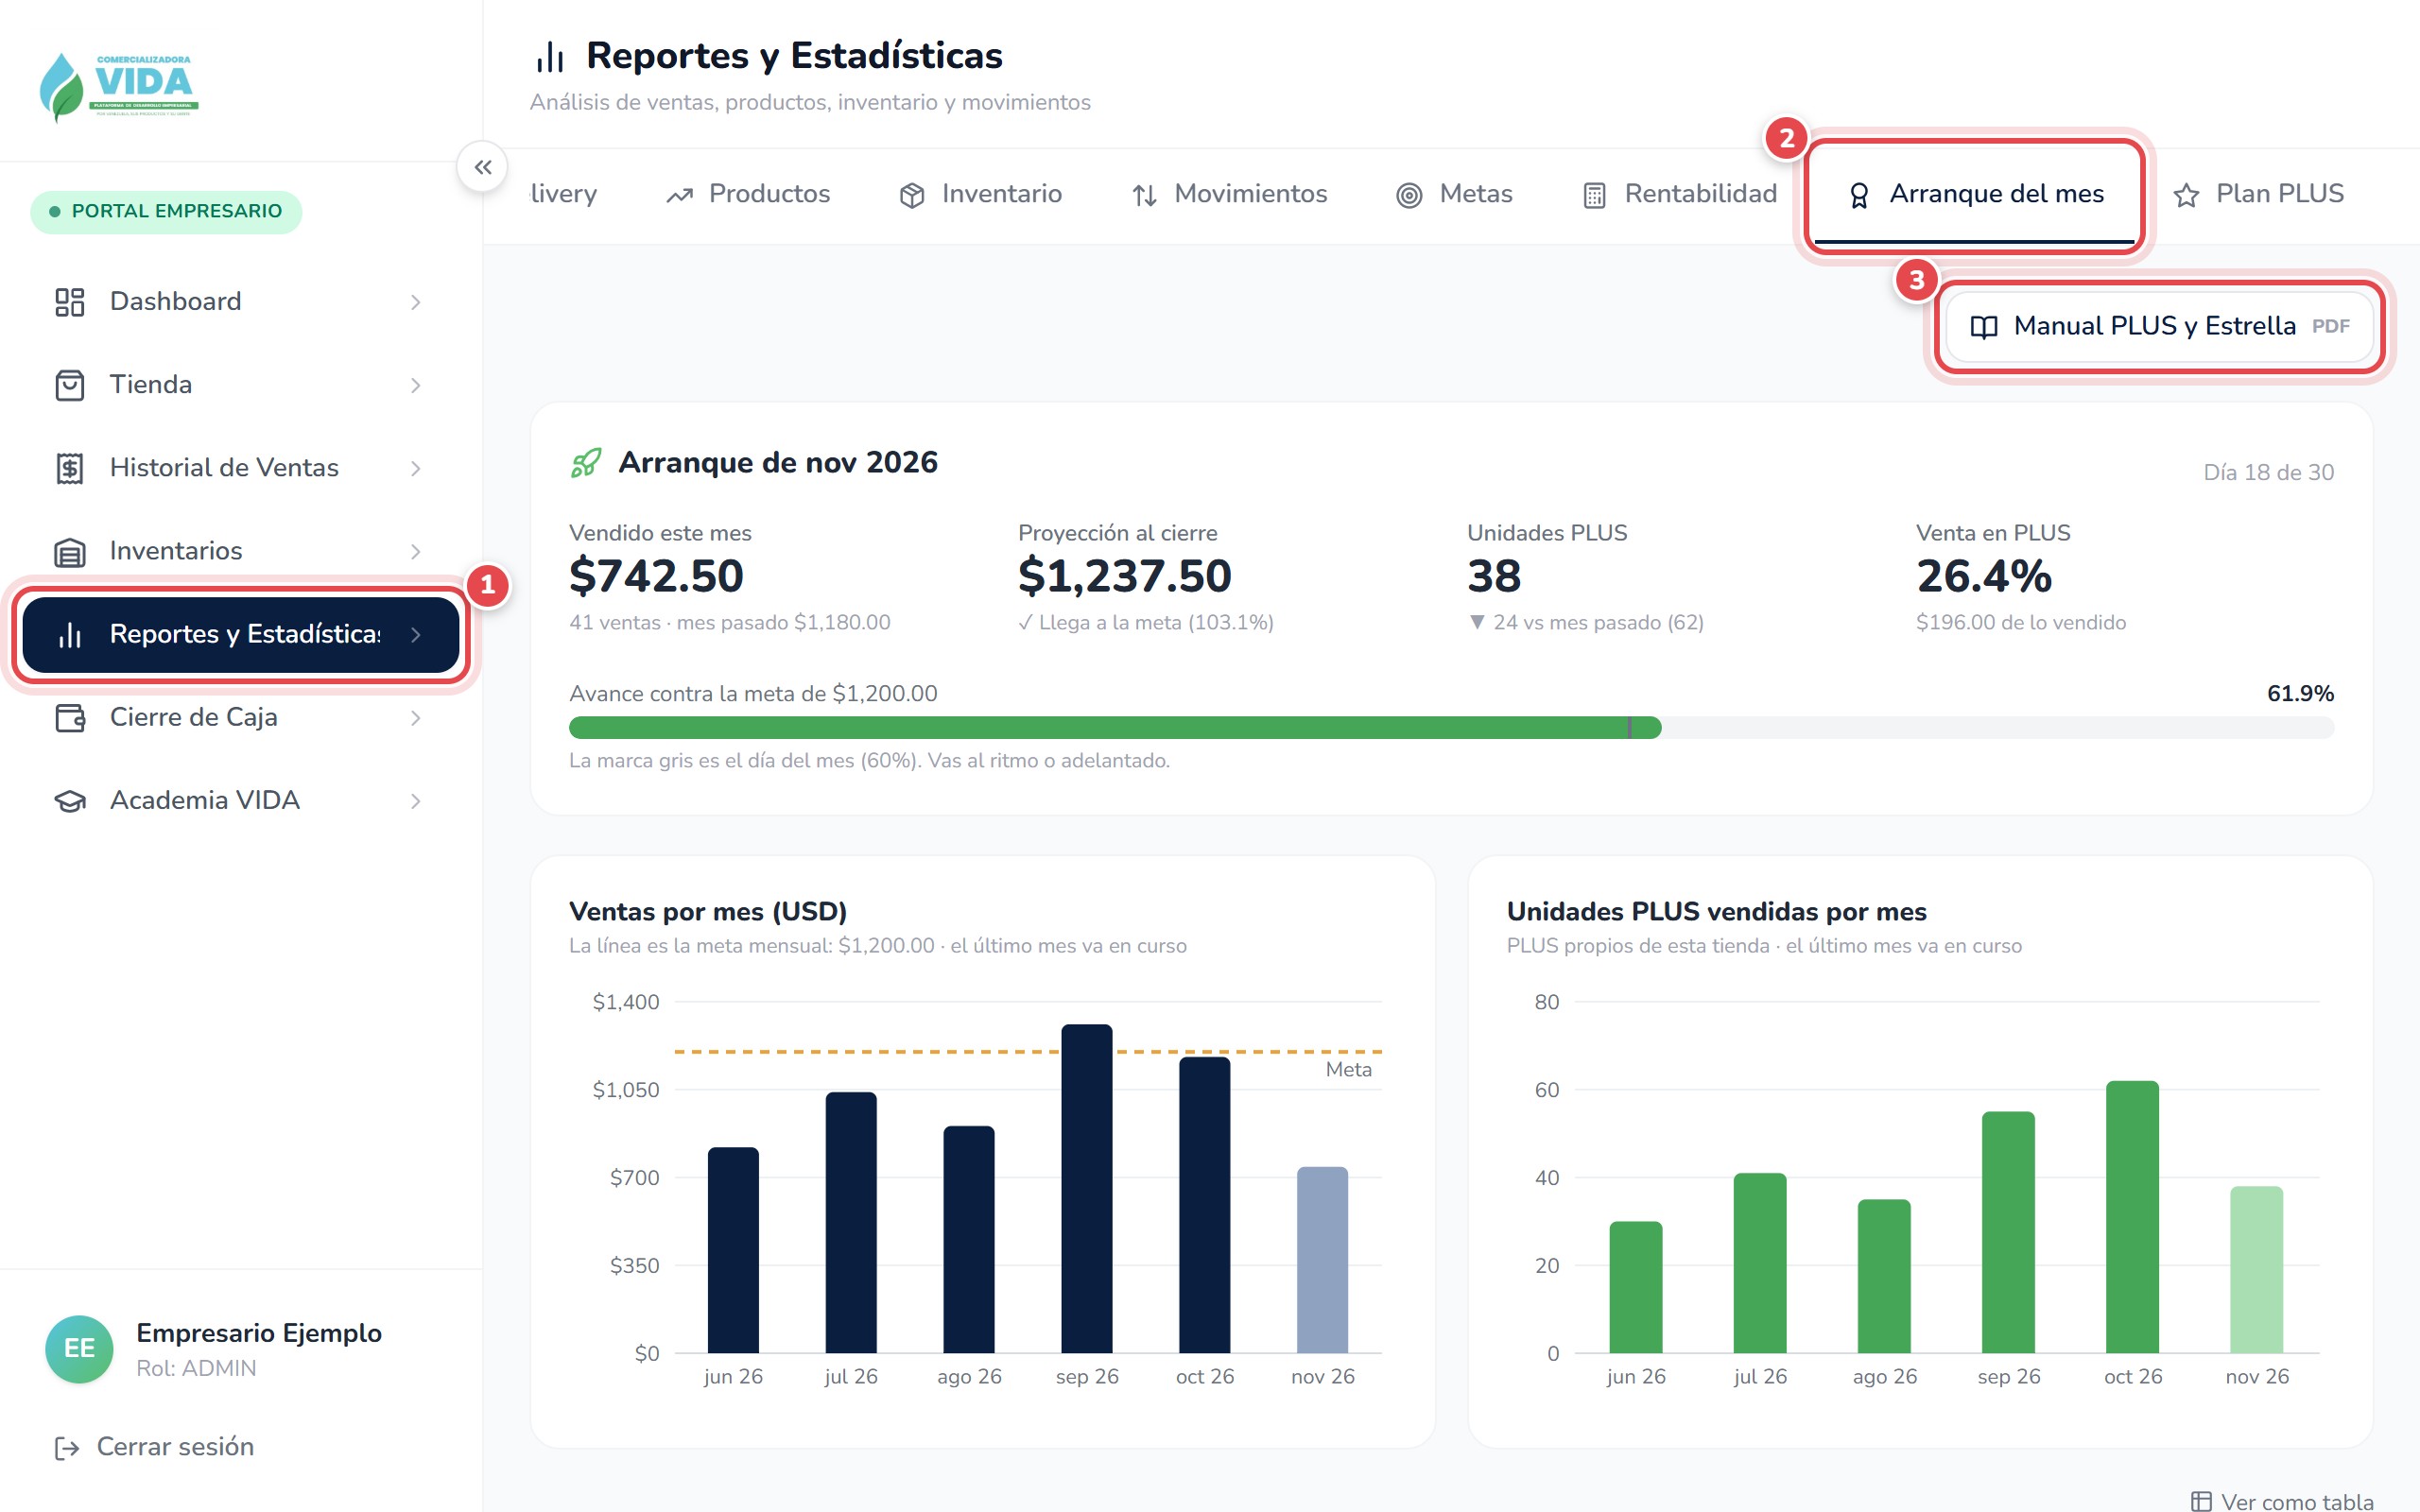 COMERCIALIZADORA
VIDA
PLATAFORMA DE DESARROLLO EMPRESARIAL
PORTAL EMPRESARIO
Dashboard
Tienda
Historial de Ventas
Inventarios
1
Reportes y Estadística
Cierre de Caja
Academia VIDA
EE
Empresario Ejemplo
Rol: ADMIN
Cerrar sesión
Reportes y Estadísticas
Análisis de ventas, productos, inventario y movimientos
livery
Productos
Inventario
Movimientos
Metas
Rentabilidad
2
Arranque del mes
Plan PLUS
3
Manual PLUS y Estrella PDF
Arranque de nov 2026
Día 18 de 30
Vendido este mes
$742.50
41 ventas · mes pasado $1,180.00
Proyección al cierre
$1,237.50
✓ Llega a la meta (103.1%)
Unidades PLUS
38
▼ 24 vs mes pasado (62)
Venta en PLUS
26.4%
$196.00 de lo vendido
Avance contra la meta de $1,200.00
61.9%
La marca gris es el día del mes (60%). Vas al ritmo o adelantado.
Ventas por mes (USD)
La línea es la meta mensual: $1,200.00 · el último mes va en curso
$1,400
$1,050
$700
$350
$0
Meta
jun 26
jul 26
ago 26
sep 26
oct 26
nov 26
Unidades PLUS vendidas por mes
PLUS propios de esta tienda · el último mes va en curso
80
60
40
20
0
jun 26
jul 26
ago 26
sep 26
oct 26
nov 26
Ver como tabla